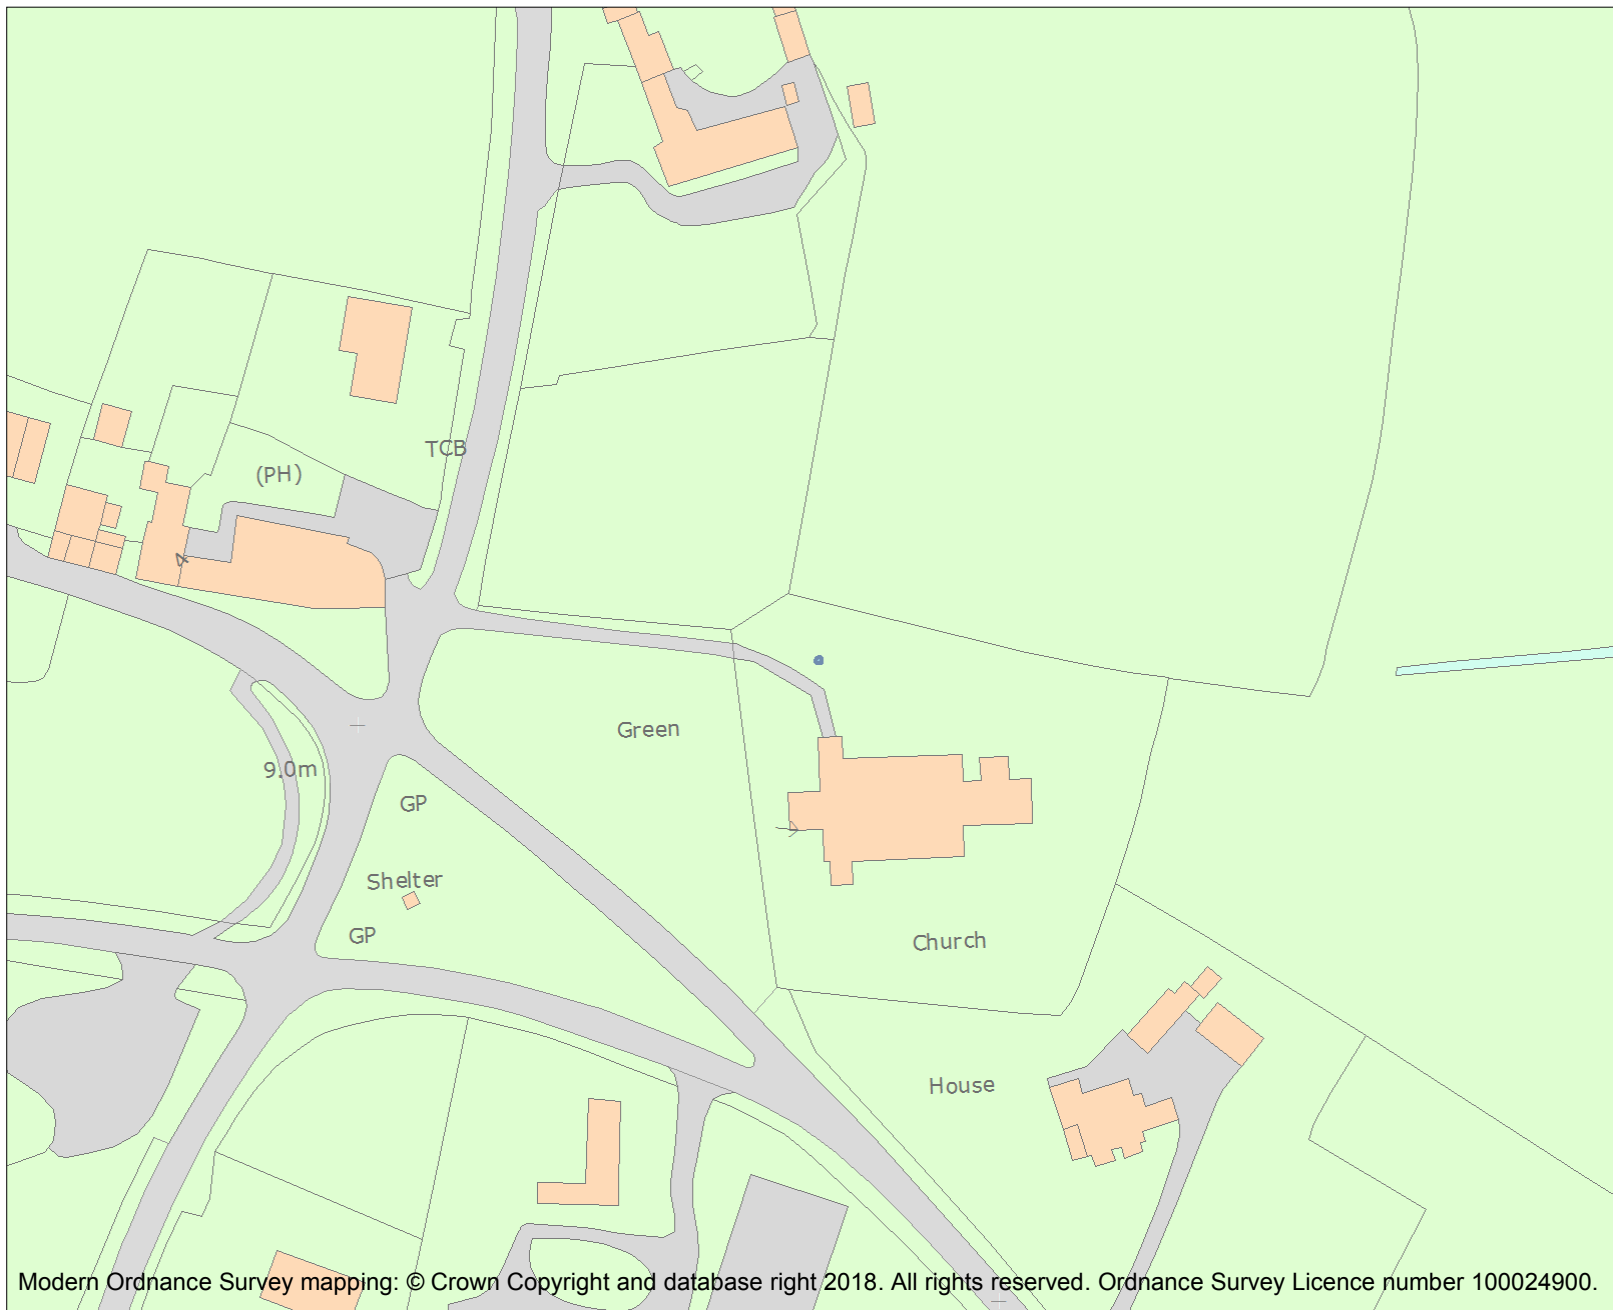 TCB
(PH)
4
Green
9.0m
GP
Shelter
GP
Church
House
Modern Ordnance Survey mapping: © Crown Copyright and database right 2018. All rights reserved. Ordnance Survey Licence number 100024900.